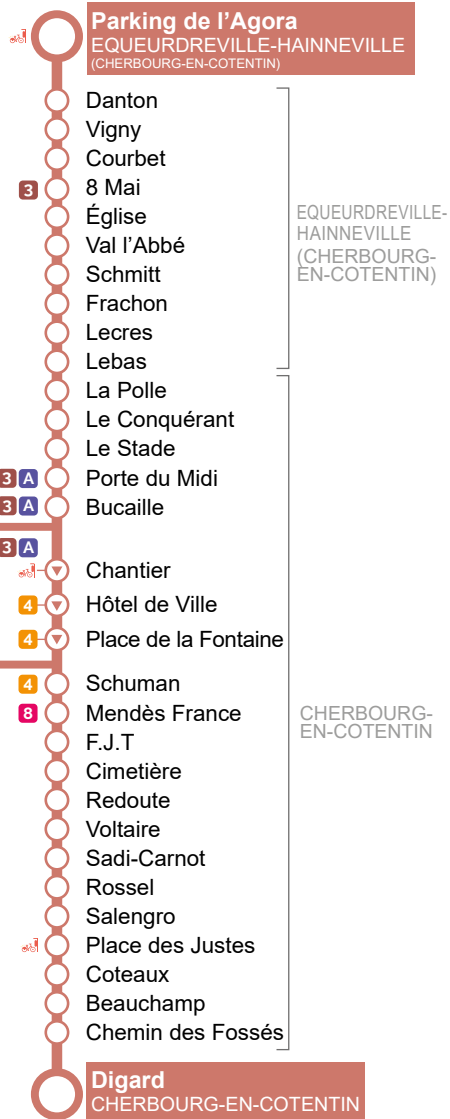 Parking de l'Agora
EQUEURDREVILLE-HAINNEVILLE
(CHERBOURG-EN-COTENTIN)
Danton
Vigny
Courbet
3 8 Mai
Église
Val l'Abbé
Schmitt
Frachon
Lecres
Lebas
EQUEURDREVILLE-
HAINNEVILLE
(CHERBOURG-
EN-COTENTIN)
La Polle
Le Conquérant
Le Stade
3 A Porte du Midi
3 A Bucaille
3 A
Chantier
4 Hôtel de Ville
4 Place de la Fontaine
4 Schuman
8 Mendès France
F.J.T
Cimetière
Redoute
Voltaire
Sadi-Carnot
Rossel
Salengro
Place des Justes
Coteaux
Beauchamp
Chemin des Fossés
CHERBOURG-
EN-COTENTIN
Digard
CHERBOURG-EN-COTENTIN